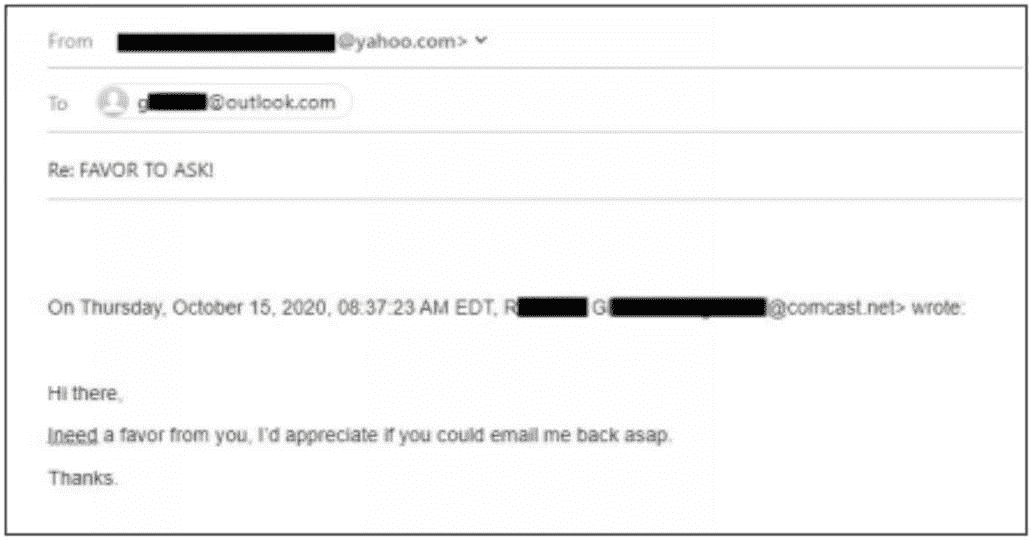 From @yahoo.com>
To g @outlook.com
Re: FAVOR TO ASK!
On Thursday, October 15, 2020, 08:37:23 AM EDT, R G @comcast.net> wrote:
Hi there,
Ineed a favor from you, I'd appreciate if you could email me back asap.
Thanks.